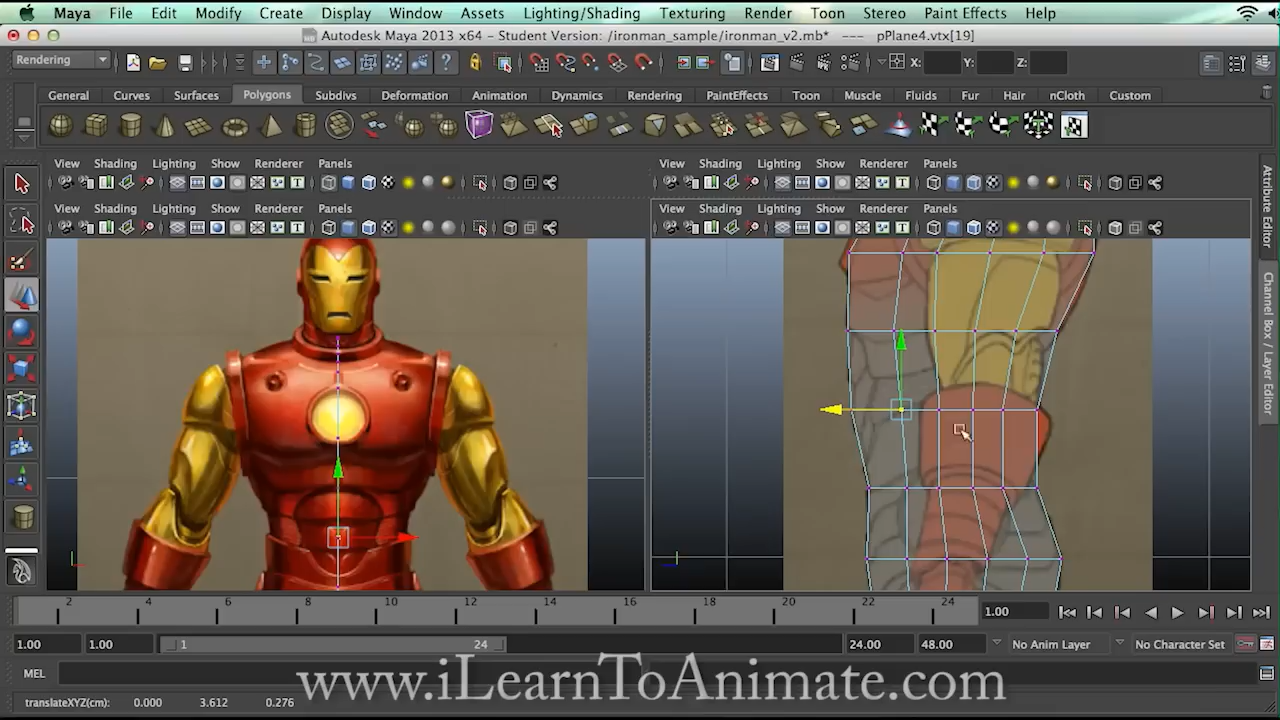 Maya File Edit Modify Create Display Window Assets Lighting/Shading Texturing Render Toon Stereo Paint Effects Help
Autodesk Maya 2013 x64 - Student Version: /ironman_sample/ironman_v2.mb* --- pPlane4.vtx[19]
Rendering X: Y: Z:
General Curves Surfaces Polygons Subdivs Deformation Animation Dynamics Rendering PaintEffects Toon Muscle Fluids Fur Hair nCloth Custom
View Shading Lighting Show Renderer Panels View Shading Lighting Show Renderer Panels
View Shading Lighting Show Renderer Panels View Shading Lighting Show Renderer Panels
Attribute Editor
Channel Box / Layer Editor
2 4 6 8 10 12 14 16 18 20 22 24 1.00
1.00 1.00 1 24 24.00 48.00 No Anim Layer No Character Set
MEL
www.iLearnToAnimate.com
translateXYZ(cm): 0.000 3.612 0.276